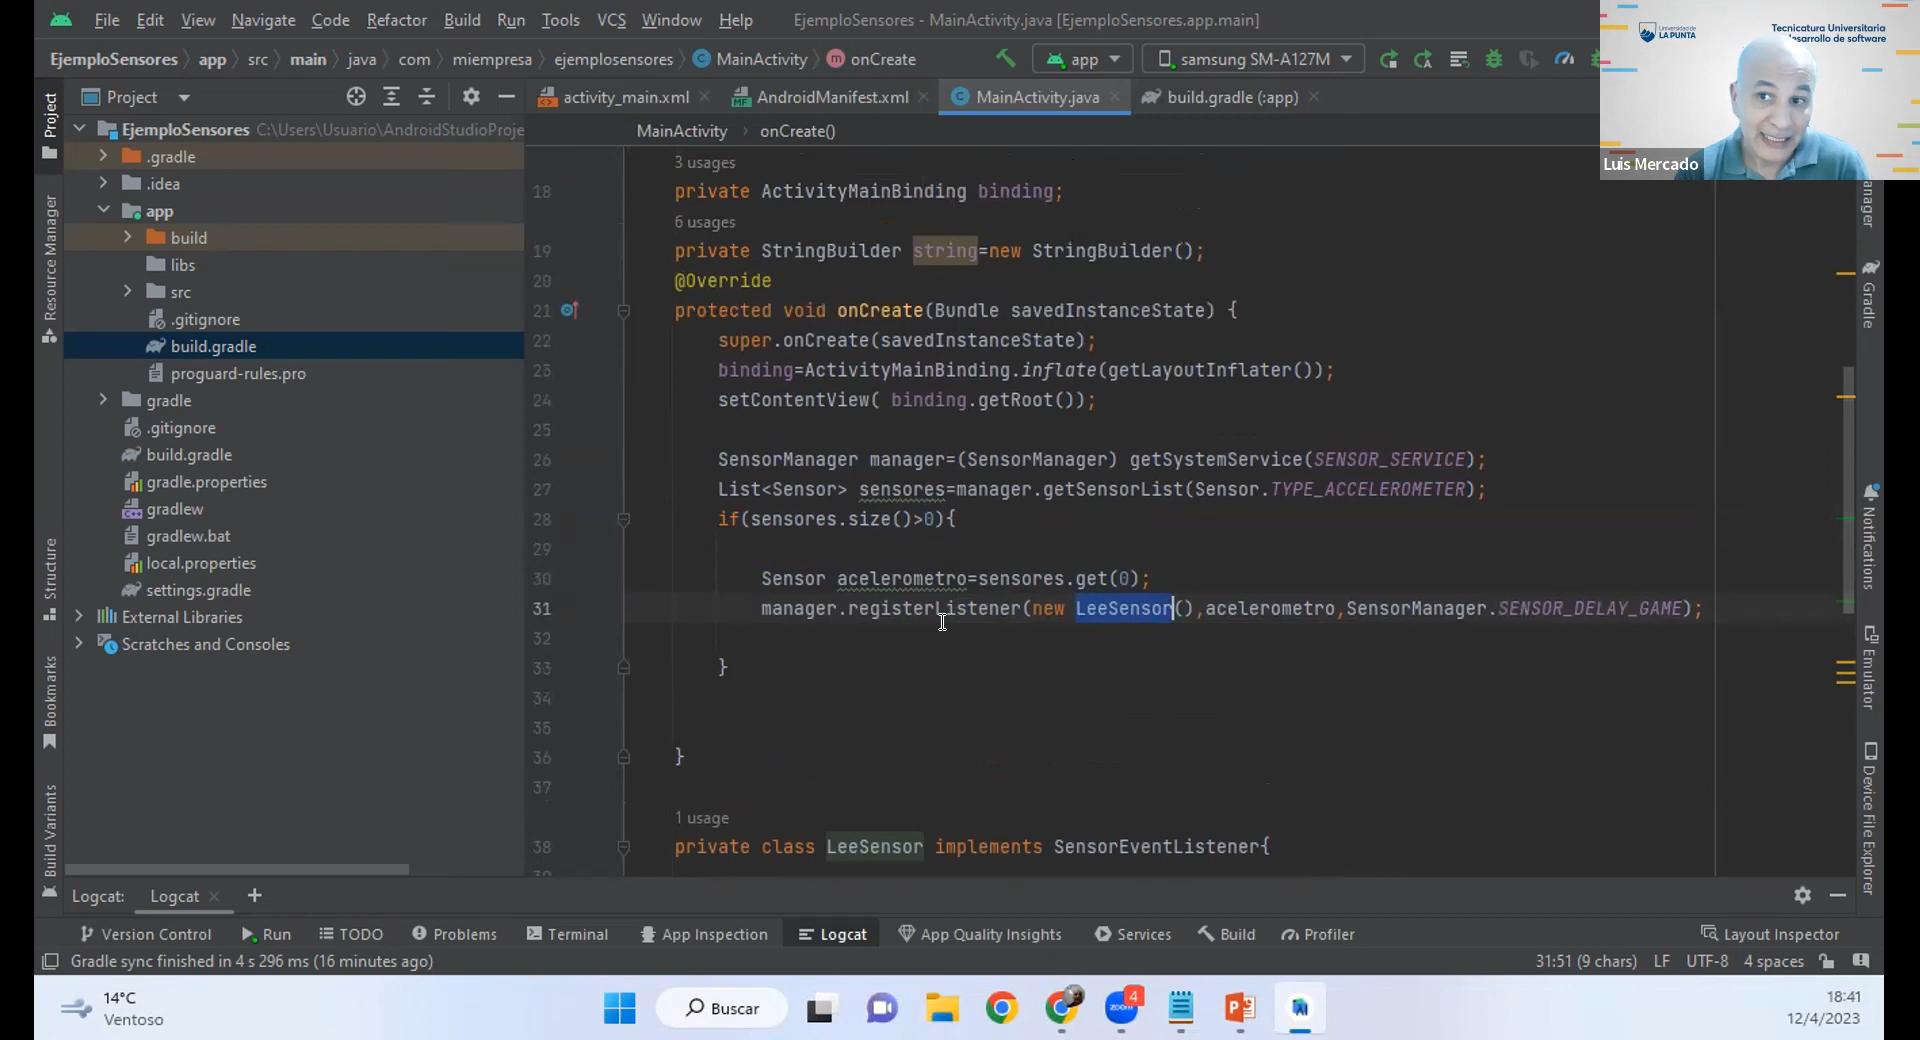 File Edit View Navigate Code Refactor Build Run Tools VCS Window Help EjemploSensores - MainActivity.java [EjemploSensores.app.main]
EjemploSensores app src main java com miempresa ejemplosensores MainActivity onCreate app samsung SM-A127M
Universidad de LA PUNTA
Tecnicatura Universitaria
desarrollo de software
Luis Mercado
Project
activity_main.xml AndroidManifest.xml MainActivity.java build.gradle (:app)
MainActivity onCreate()
Project
Resource Manager
Structure
Bookmarks
Build Variants
EjemploSensores C:\Users\Usuario\AndroidStudioProje
.gradle
.idea
app
build
libs
src
.gitignore
build.gradle
proguard-rules.pro
gradle
.gitignore
build.gradle
gradle.properties
gradlew
gradlew.bat
local.properties
settings.gradle
External Libraries
Scratches and Consoles
3 usages
18 private ActivityMainBinding binding;
6 usages
19 private StringBuilder string=new StringBuilder();
20 @Override
21 protected void onCreate(Bundle savedInstanceState) {
22 super.onCreate(savedInstanceState);
23 binding=ActivityMainBinding.inflate(getLayoutInflater());
24 setContentView( binding.getRoot());
25
26 SensorManager manager=(SensorManager) getSystemService(SENSOR_SERVICE);
27 List<Sensor> sensores=manager.getSensorList(Sensor.TYPE_ACCELEROMETER);
28 if(sensores.size()>0){
29
30 Sensor acelerometro=sensores.get(0);
31 manager.registerListener(new LeeSensor(),acelerometro,SensorManager.SENSOR_DELAY_GAME);
32
33 }
34
35
36 }
37
1 usage
38 private class LeeSensor implements SensorEventListener{
39
Gradle
Notifications
Emulator
Device File Explorer
Logcat: Logcat
Version Control Run TODO Problems Terminal App Inspection Logcat App Quality Insights Services Build Profiler Layout Inspector
Gradle sync finished in 4 s 296 ms (16 minutes ago) 31:51 (9 chars) LF UTF-8 4 spaces
14°C
Ventoso
Buscar
zoom
4
18:41
12/4/2023